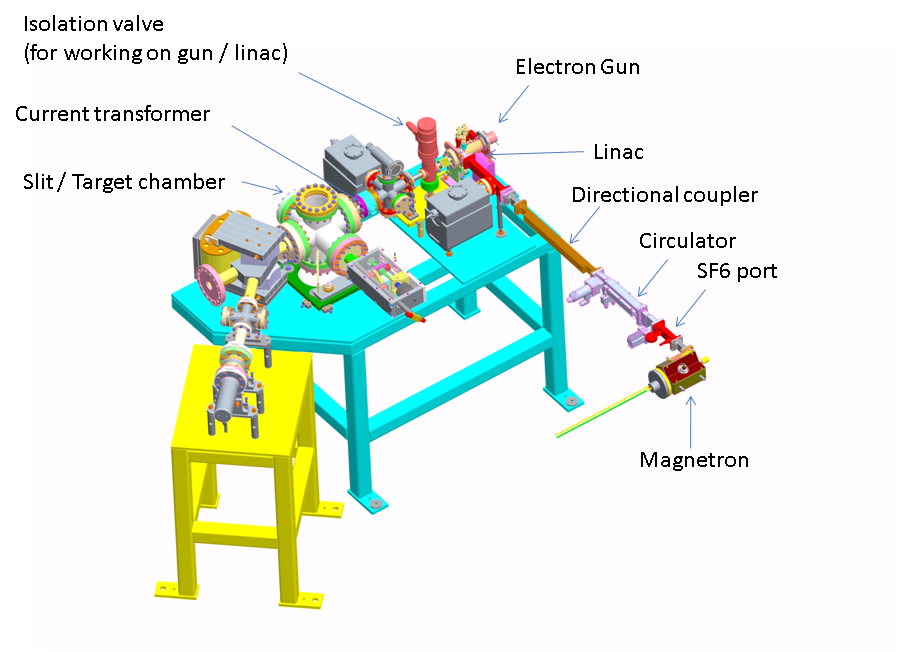 Isolation valve
(for working on gun / linac)
Electron Gun
Current transformer
Linac
Slit / Target chamber
Directional coupler
Circulator
SF6 port
Magnetron